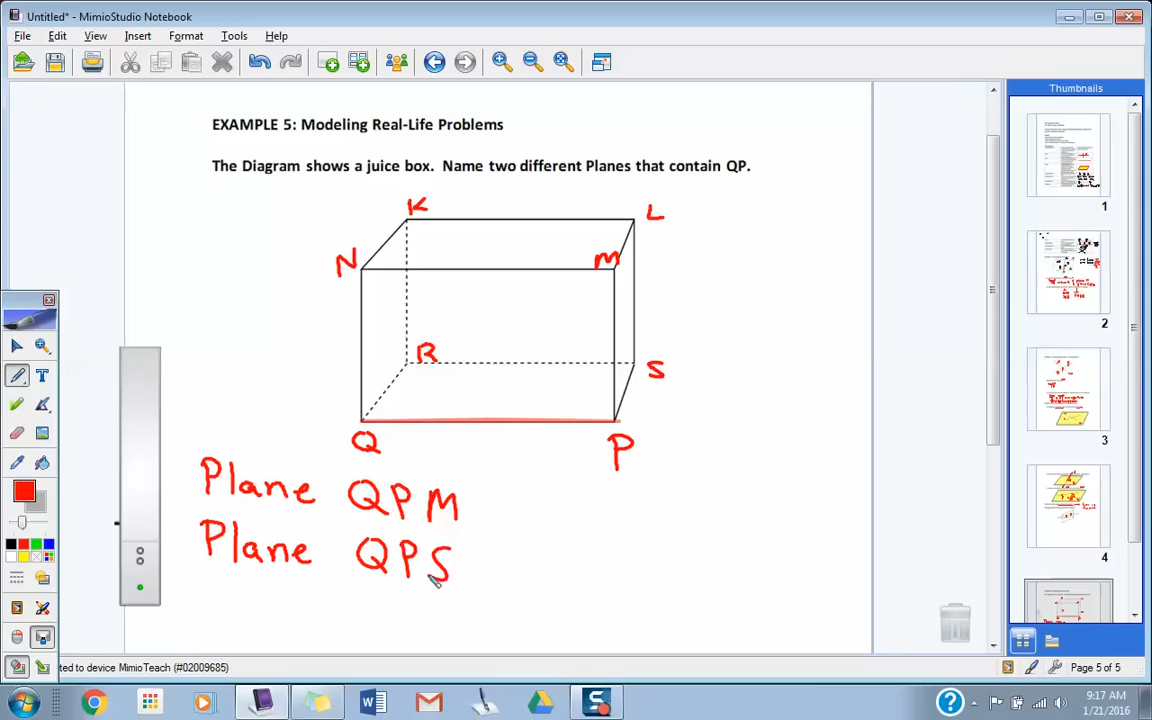 Untitled* - MimioStudio Notebook
File Edit View Insert Format Tools Help
Thumbnails
EXAMPLE 5: Modeling Real-Life Problems
The Diagram shows a juice box. Name two different Planes that contain QP.
K
L
N
M
R
S
Q
P
Plane QPM
Plane QPS
T
1
2
3
4
ted to device MimioTeach (#02009685)
Page 5 of 5
W
S
?
9:17 AM
1/21/2016